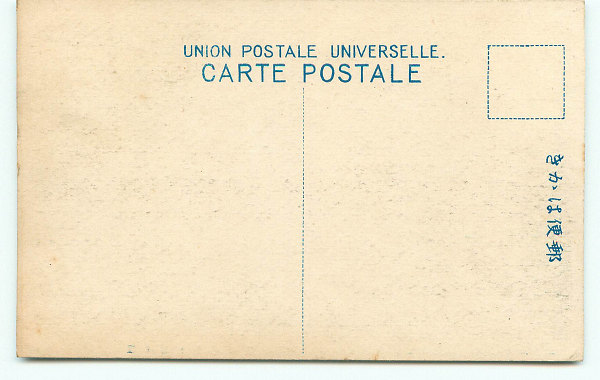 UNION POSTALE UNIVERSELLE.
CARTE POSTALE
郵便はかき